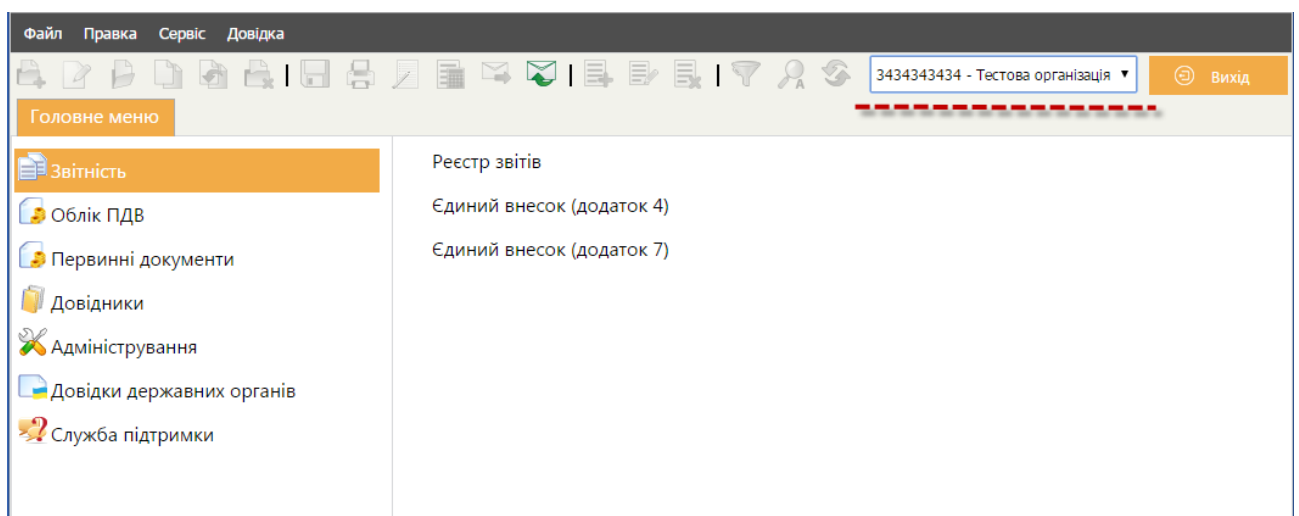 Файл Правка Сервіс Довідка
3434343434 - Тестова організація Вихід
Головне меню
Звітність
Облік ПДВ
Первинні документи
Довідники
Адміністрування
Довідки державних органів
Служба підтримки
Реєстр звітів
Єдиний внесок (додаток 4)
Єдиний внесок (додаток 7)